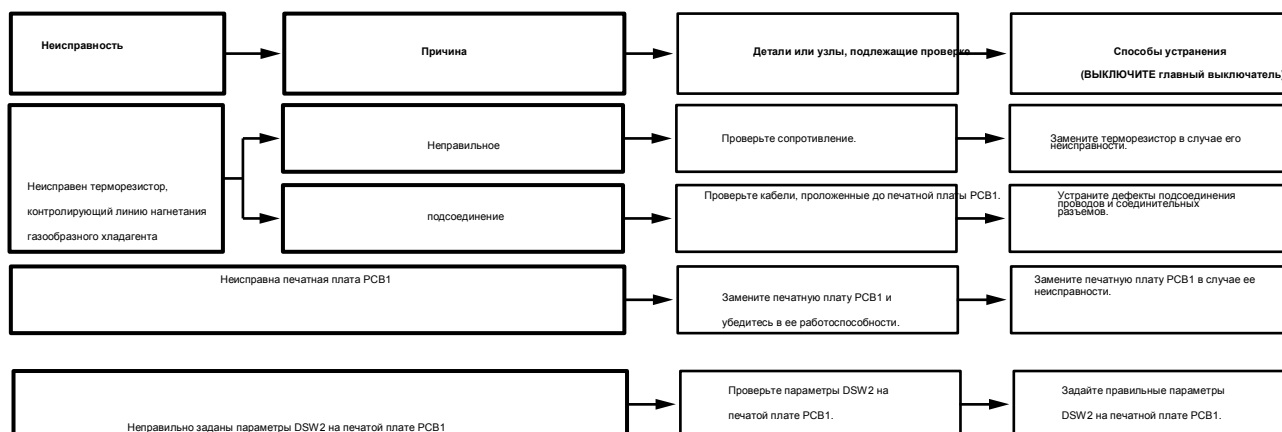 Неисправность
Причина
Детали или узлы, подлежащие проверке
Способы устранения
(ВЫКЛЮЧИТЕ главный выключатель)
Неисправен терморезистор,
контролирующий линию нагнетания
газообразного хладагента
Неправильное
Проверьте сопротивление.
Замените терморезистор в случае его
неисправности.
подсоединение
Проверьте кабели, проложенные до печатной платы PCB1.
Устраните дефекты подсоединения
проводов и соединительных
разъемов.
Неисправна печатная плата PCB1
Замените печатную плату PCB1 и
убедитесь в ее работоспособности.
Замените печатную плату PCB1 в случае ее
неисправности.
Неправильно заданы параметры DSW2 на печатой плате PCB1
Проверьте параметры DSW2 на
печатой плате PCB1.
Задайте правильные параметры
DSW2 на печатной плате PCB1.